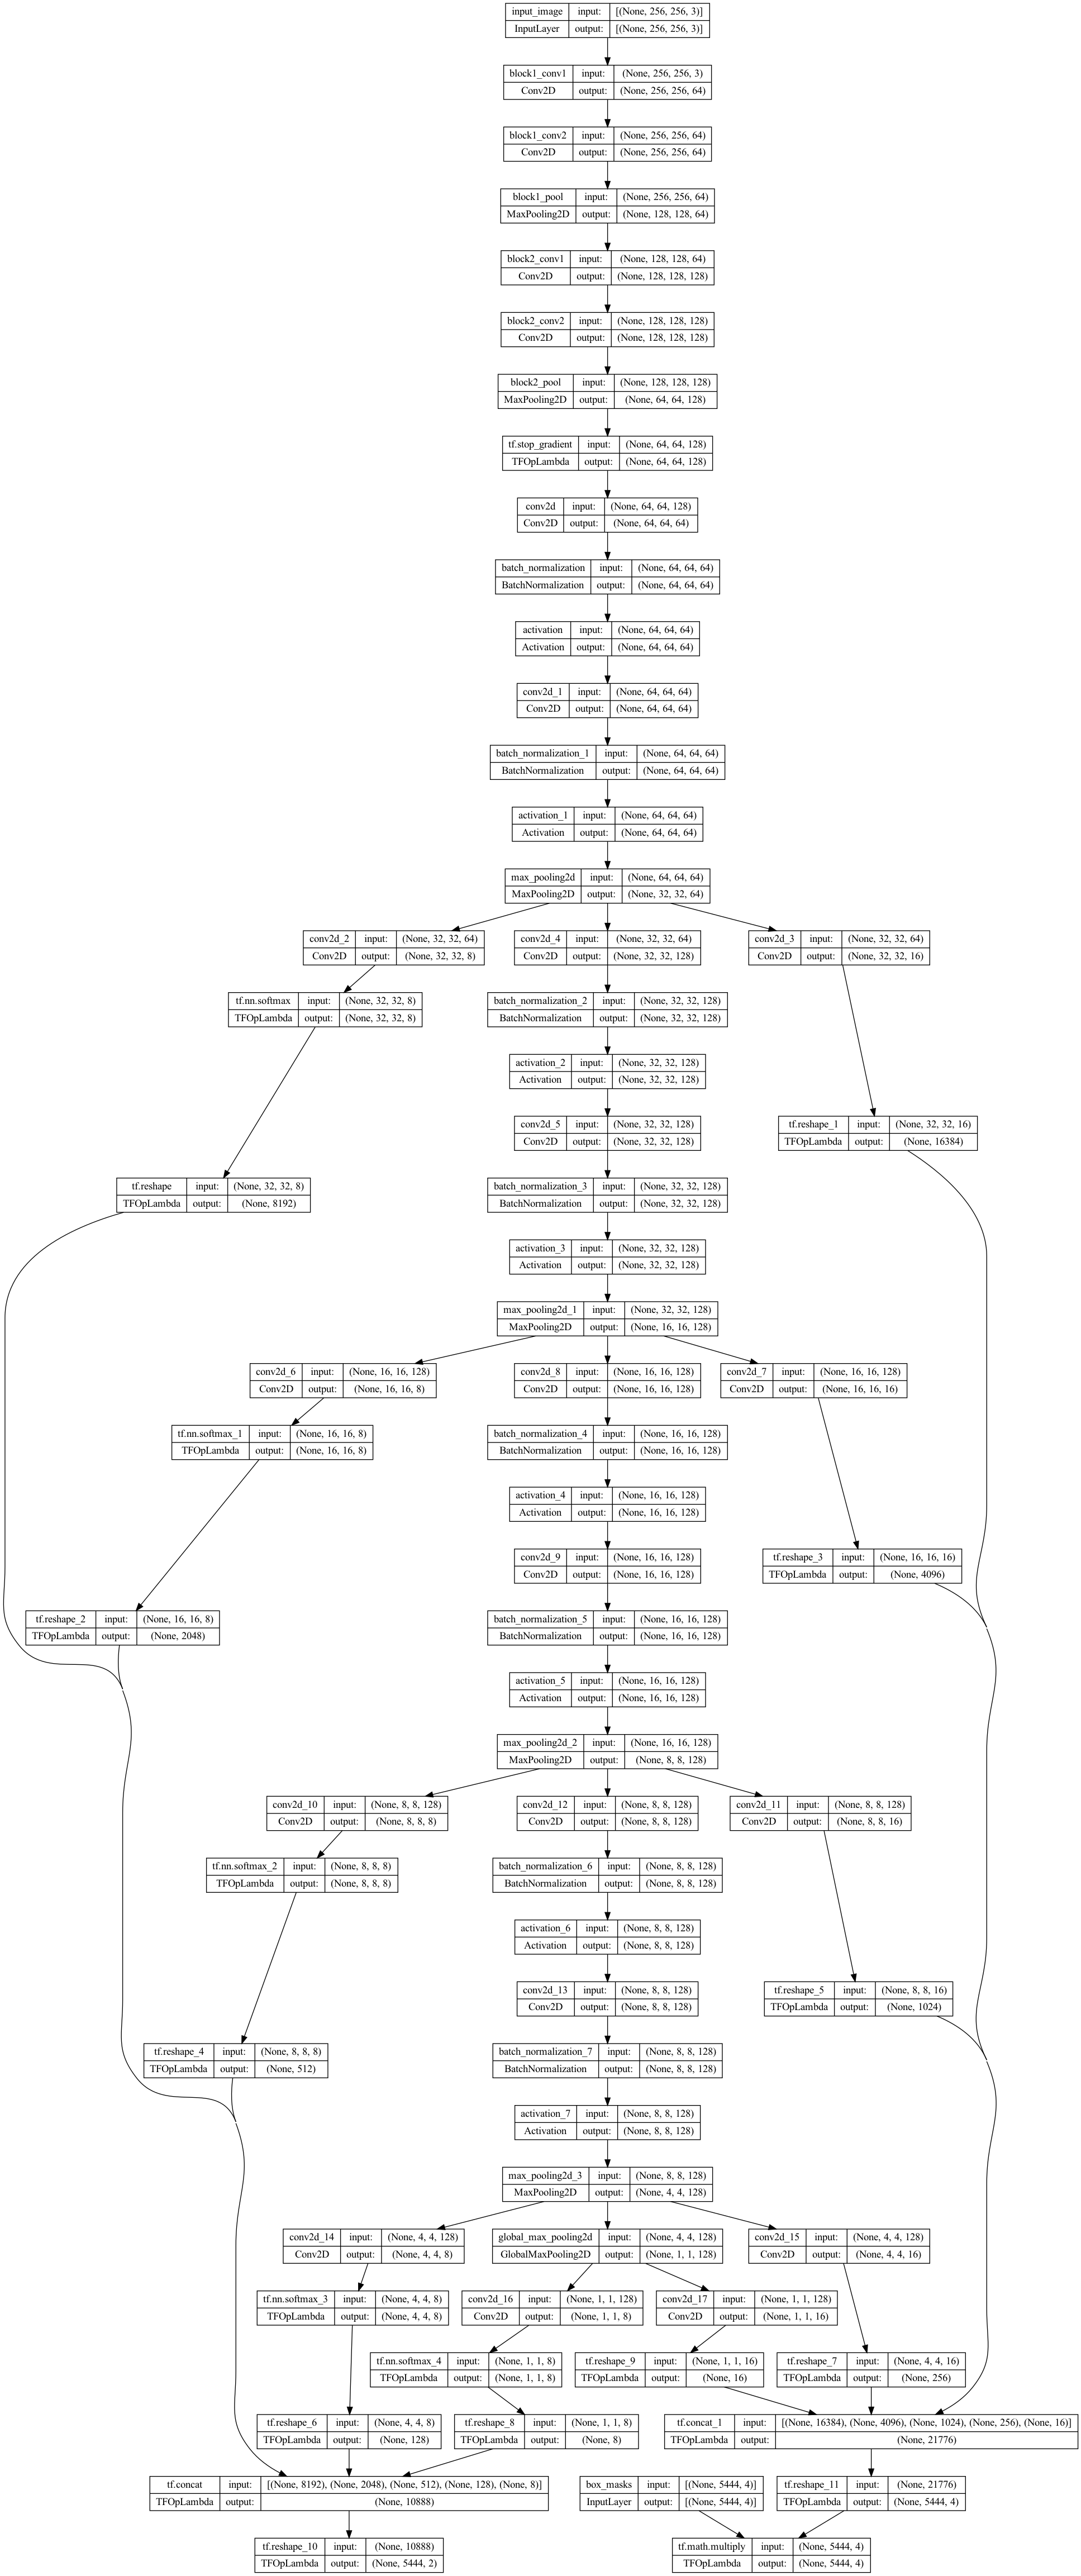 input_image input: [(None, 256, 256, 3)]
InputLayer output: [(None, 256, 256, 3)]
block1_conv1 input: (None, 256, 256, 3)
Conv2D output: (None, 256, 256, 64)
block1_conv2 input: (None, 256, 256, 64)
Conv2D output: (None, 256, 256, 64)
block1_pool input: (None, 256, 256, 64)
MaxPooling2D output: (None, 128, 128, 64)
block2_conv1 input: (None, 128, 128, 64)
Conv2D output: (None, 128, 128, 128)
block2_conv2 input: (None, 128, 128, 128)
Conv2D output: (None, 128, 128, 128)
block2_pool input: (None, 128, 128, 128)
MaxPooling2D output: (None, 64, 64, 128)
tf.stop_gradient input: (None, 64, 64, 128)
TFOpLambda output: (None, 64, 64, 128)
conv2d input: (None, 64, 64, 128)
Conv2D output: (None, 64, 64, 64)
batch_normalization input: (None, 64, 64, 64)
BatchNormalization output: (None, 64, 64, 64)
activation input: (None, 64, 64, 64)
Activation output: (None, 64, 64, 64)
conv2d_1 input: (None, 64, 64, 64)
Conv2D output: (None, 64, 64, 64)
batch_normalization_1 input: (None, 64, 64, 64)
BatchNormalization output: (None, 64, 64, 64)
activation_1 input: (None, 64, 64, 64)
Activation output: (None, 64, 64, 64)
max_pooling2d input: (None, 64, 64, 64)
MaxPooling2D output: (None, 32, 32, 64)
conv2d_2 input: (None, 32, 32, 64)
Conv2D output: (None, 32, 32, 8)
conv2d_4 input: (None, 32, 32, 64)
Conv2D output: (None, 32, 32, 128)
conv2d_3 input: (None, 32, 32, 64)
Conv2D output: (None, 32, 32, 16)
tf.nn.softmax input: (None, 32, 32, 8)
TFOpLambda output: (None, 32, 32, 8)
batch_normalization_2 input: (None, 32, 32, 128)
BatchNormalization output: (None, 32, 32, 128)
activation_2 input: (None, 32, 32, 128)
Activation output: (None, 32, 32, 128)
conv2d_5 input: (None, 32, 32, 128)
Conv2D output: (None, 32, 32, 128)
tf.reshape_1 input: (None, 32, 32, 16)
TFOpLambda output: (None, 16384)
tf.reshape input: (None, 32, 32, 8)
TFOpLambda output: (None, 8192)
batch_normalization_3 input: (None, 32, 32, 128)
BatchNormalization output: (None, 32, 32, 128)
activation_3 input: (None, 32, 32, 128)
Activation output: (None, 32, 32, 128)
max_pooling2d_1 input: (None, 32, 32, 128)
MaxPooling2D output: (None, 16, 16, 128)
conv2d_6 input: (None, 16, 16, 128)
Conv2D output: (None, 16, 16, 8)
conv2d_8 input: (None, 16, 16, 128)
Conv2D output: (None, 16, 16, 128)
conv2d_7 input: (None, 16, 16, 128)
Conv2D output: (None, 16, 16, 16)
tf.nn.softmax_1 input: (None, 16, 16, 8)
TFOpLambda output: (None, 16, 16, 8)
batch_normalization_4 input: (None, 16, 16, 128)
BatchNormalization output: (None, 16, 16, 128)
activation_4 input: (None, 16, 16, 128)
Activation output: (None, 16, 16, 128)
conv2d_9 input: (None, 16, 16, 128)
Conv2D output: (None, 16, 16, 128)
tf.reshape_3 input: (None, 16, 16, 16)
TFOpLambda output: (None, 4096)
tf.reshape_2 input: (None, 16, 16, 8)
TFOpLambda output: (None, 2048)
batch_normalization_5 input: (None, 16, 16, 128)
BatchNormalization output: (None, 16, 16, 128)
activation_5 input: (None, 16, 16, 128)
Activation output: (None, 16, 16, 128)
max_pooling2d_2 input: (None, 16, 16, 128)
MaxPooling2D output: (None, 8, 8, 128)
conv2d_10 input: (None, 8, 8, 128)
Conv2D output: (None, 8, 8, 8)
conv2d_12 input: (None, 8, 8, 128)
Conv2D output: (None, 8, 8, 128)
conv2d_11 input: (None, 8, 8, 128)
Conv2D output: (None, 8, 8, 16)
tf.nn.softmax_2 input: (None, 8, 8, 8)
TFOpLambda output: (None, 8, 8, 8)
batch_normalization_6 input: (None, 8, 8, 128)
BatchNormalization output: (None, 8, 8, 128)
activation_6 input: (None, 8, 8, 128)
Activation output: (None, 8, 8, 128)
conv2d_13 input: (None, 8, 8, 128)
Conv2D output: (None, 8, 8, 128)
tf.reshape_5 input: (None, 8, 8, 16)
TFOpLambda output: (None, 1024)
tf.reshape_4 input: (None, 8, 8, 8)
TFOpLambda output: (None, 512)
batch_normalization_7 input: (None, 8, 8, 128)
BatchNormalization output: (None, 8, 8, 128)
activation_7 input: (None, 8, 8, 128)
Activation output: (None, 8, 8, 128)
max_pooling2d_3 input: (None, 8, 8, 128)
MaxPooling2D output: (None, 4, 4, 128)
conv2d_14 input: (None, 4, 4, 128)
Conv2D output: (None, 4, 4, 8)
global_max_pooling2d input: (None, 4, 4, 128)
GlobalMaxPooling2D output: (None, 1, 1, 128)
conv2d_15 input: (None, 4, 4, 128)
Conv2D output: (None, 4, 4, 16)
tf.nn.softmax_3 input: (None, 4, 4, 8)
TFOpLambda output: (None, 4, 4, 8)
conv2d_16 input: (None, 1, 1, 128)
Conv2D output: (None, 1, 1, 8)
conv2d_17 input: (None, 1, 1, 128)
Conv2D output: (None, 1, 1, 16)
tf.nn.softmax_4 input: (None, 1, 1, 8)
TFOpLambda output: (None, 1, 1, 8)
tf.reshape_9 input: (None, 1, 1, 16)
TFOpLambda output: (None, 16)
tf.reshape_7 input: (None, 4, 4, 16)
TFOpLambda output: (None, 256)
tf.reshape_6 input: (None, 4, 4, 8)
TFOpLambda output: (None, 128)
tf.reshape_8 input: (None, 1, 1, 8)
TFOpLambda output: (None, 8)
tf.concat_1 input: [(None, 16384), (None, 4096), (None, 1024), (None, 256), (None, 16)]
TFOpLambda output: (None, 21776)
tf.concat input: [(None, 8192), (None, 2048), (None, 512), (None, 128), (None, 8)]
TFOpLambda output: (None, 10888)
box_masks input: [(None, 5444, 4)]
InputLayer output: [(None, 5444, 4)]
tf.reshape_11 input: (None, 21776)
TFOpLambda output: (None, 5444, 4)
tf.reshape_10 input: (None, 10888)
TFOpLambda output: (None, 5444, 2)
tf.math.multiply input: (None, 5444, 4)
TFOpLambda output: (None, 5444, 4)